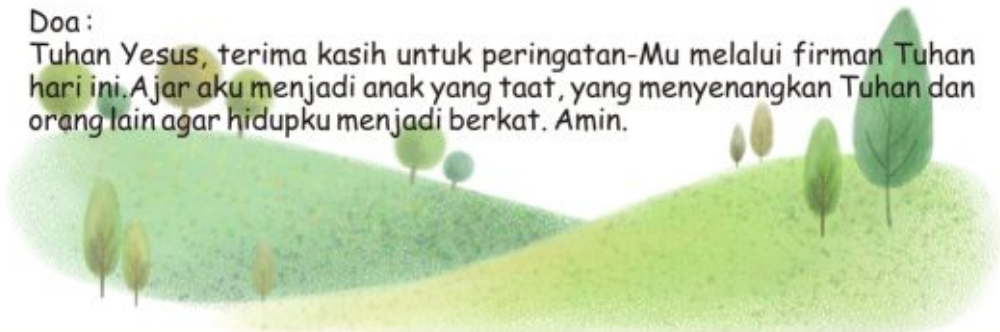 Doa :
Tuhan Yesus, terima kasih untuk peringatan-Mu melalui firman Tuhan
hari ini.Ajar aku menjadi anak yang taat, yang menyenangkan Tuhan dan
orang lain agar hidupku menjadi berkat. Amin.